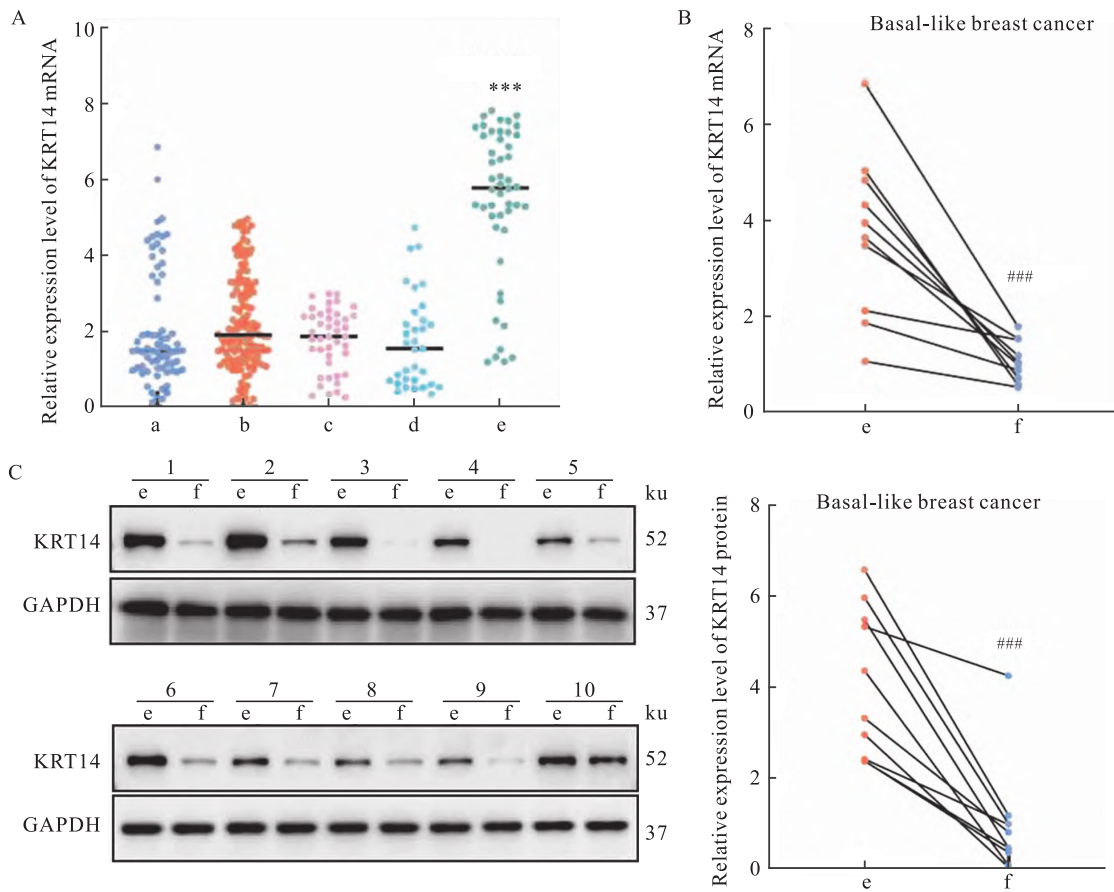 A
Relative expression level of KRT14 mRNA
10
8
6
4
2
0
***
a b c d e
B
Basal-like breast cancer
Relative expression level of KRT14 mRNA
8
6
4
2
0
###
e f
C
1 2 3 4 5
e f e f e f e f e f ku
KRT14 52
GAPDH 37
6 7 8 9 10
e f e f e f e f e f ku
KRT14 52
GAPDH 37
Basal-like breast cancer
Relative expression level of KRT14 protein
8
6
4
2
0
###
e f